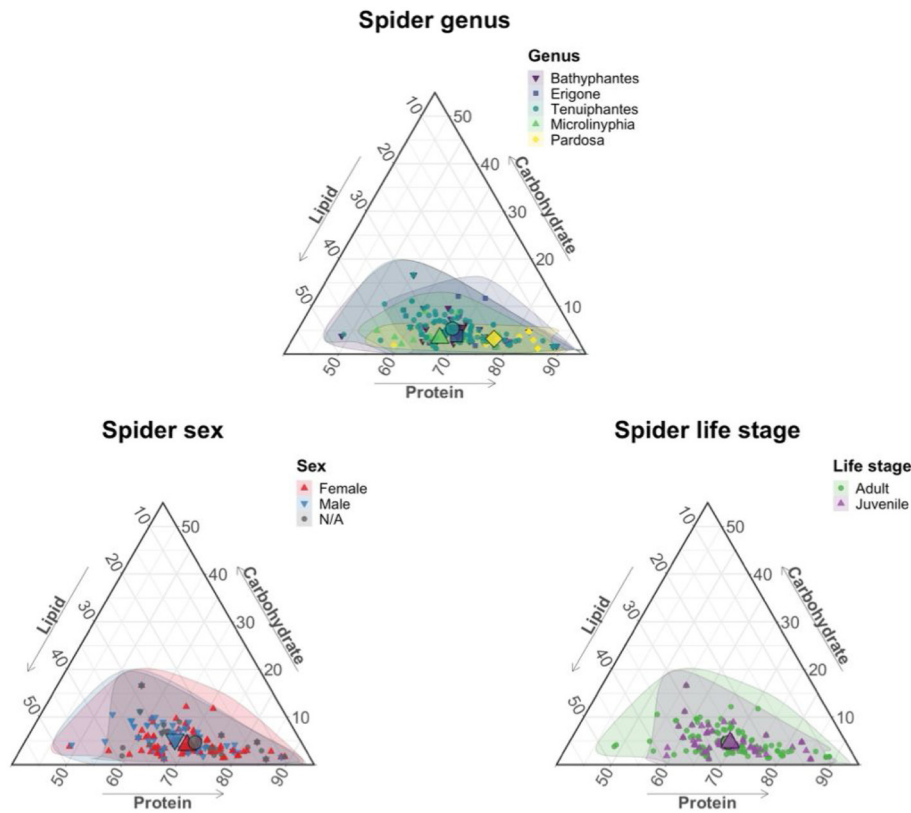 Spider genus
Genus
Bathyphantes
Erigone
Tenuiphantes
Microlinyphia
Pardosa
10
20
30
40
50
Lipid
50
40
30
20
10
Carbohydrate
50
60
70
80
90
Protein
Spider sex
Sex
Female
Male
N/A
10
20
30
40
50
Lipid
50
40
30
20
10
Carbohydrate
50
60
70
80
90
Protein
Spider life stage
Life stage
Adult
Juvenile
10
20
30
40
50
Lipid
50
40
30
20
10
Carbohydrate
50
60
70
80
90
Protein